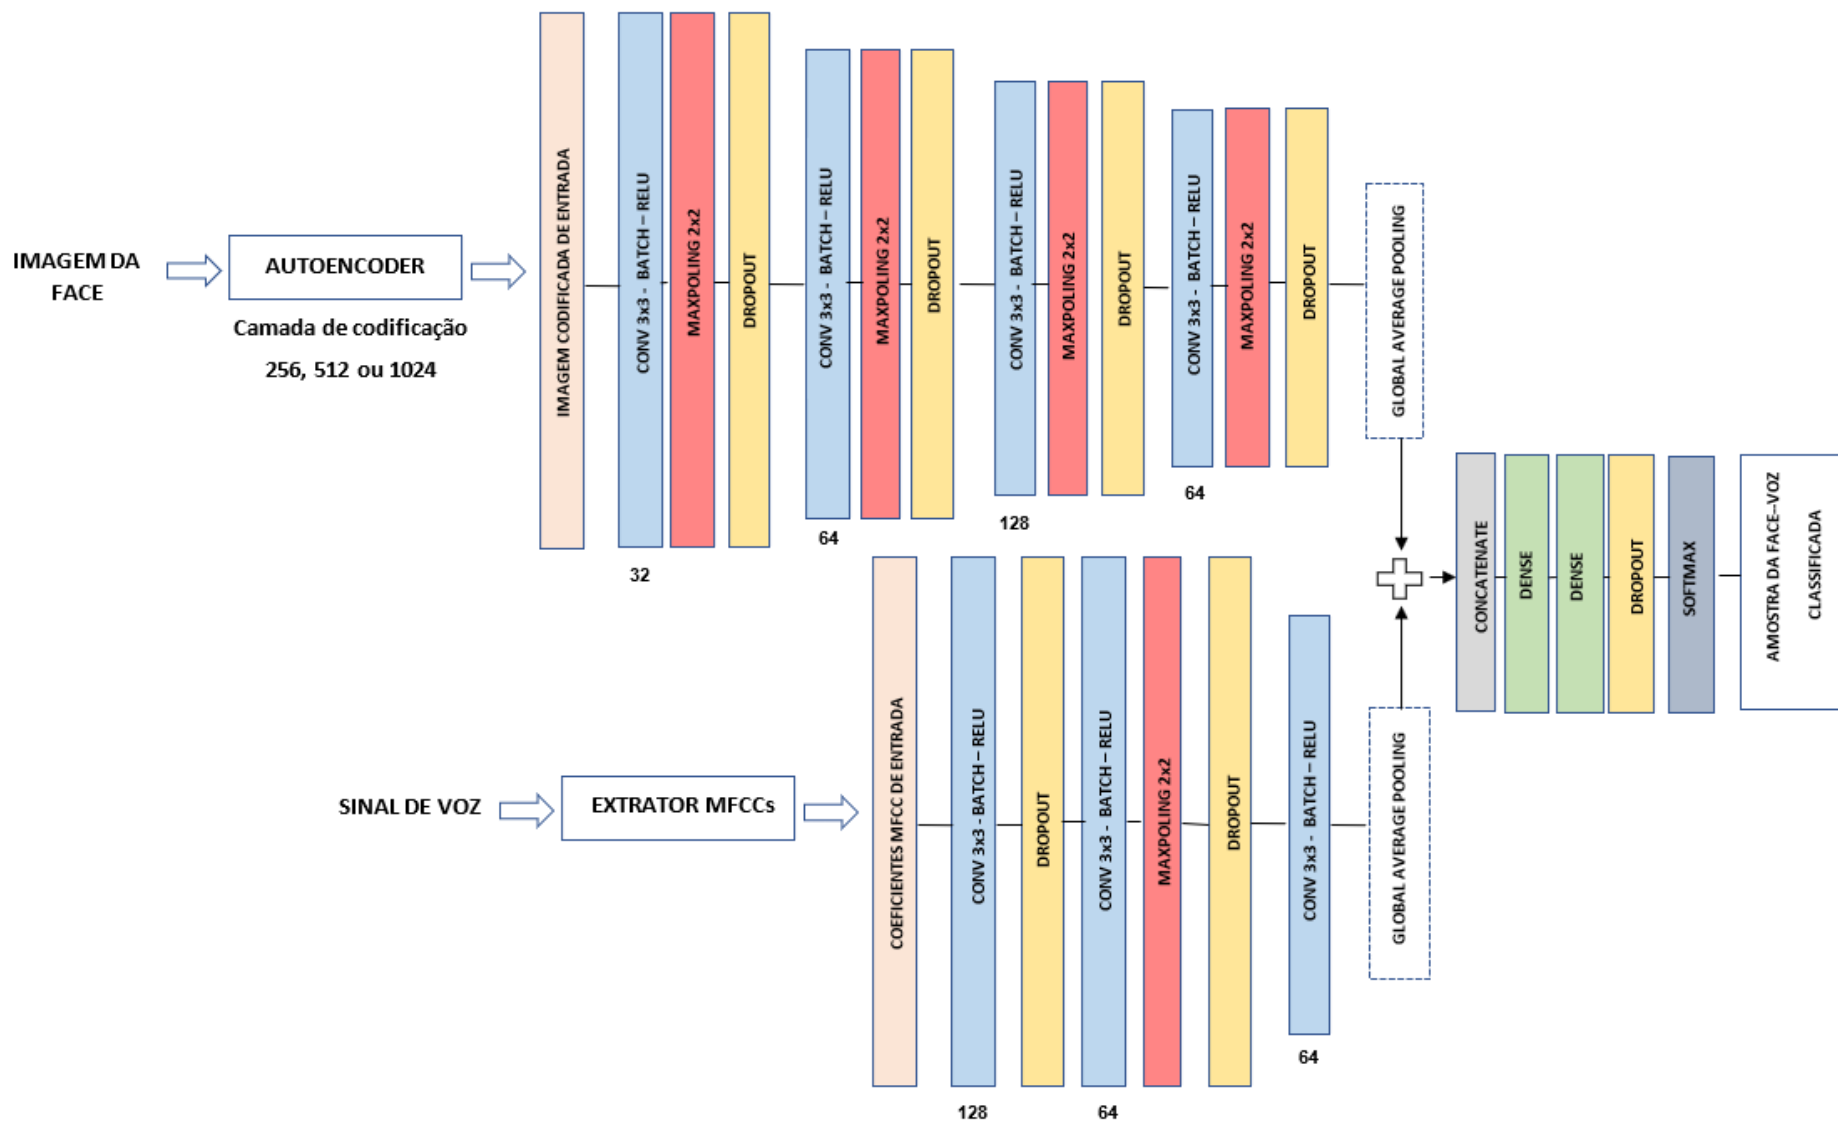 IMAGEM DA
FACE
AUTOENCODER
Camada de codificação
256, 512 ou 1024
IMAGEM CODIFICADA DE ENTRADA
CONV 3x3 - BATCH – RELU
MAXPOLING 2x2
DROPOUT
32
CONV 3x3 - BATCH – RELU
MAXPOLING 2x2
DROPOUT
64
CONV 3x3 - BATCH – RELU
MAXPOLING 2x2
DROPOUT
128
CONV 3x3 - BATCH – RELU
MAXPOLING 2x2
DROPOUT
64
GLOBAL AVERAGE POOLING
SINAL DE VOZ
EXTRATOR MFCCs
COEFICIENTES MFCC DE ENTRADA
CONV 3x3 - BATCH – RELU
128
DROPOUT
CONV 3x3 - BATCH – RELU
64
MAXPOLING 2x2
DROPOUT
CONV 3x3 - BATCH – RELU
64
GLOBAL AVERAGE POOLING
CONCATENATE
DENSE
DENSE
DROPOUT
SOFTMAX
AMOSTRA DA FACE–VOZ
CLASSIFICADA